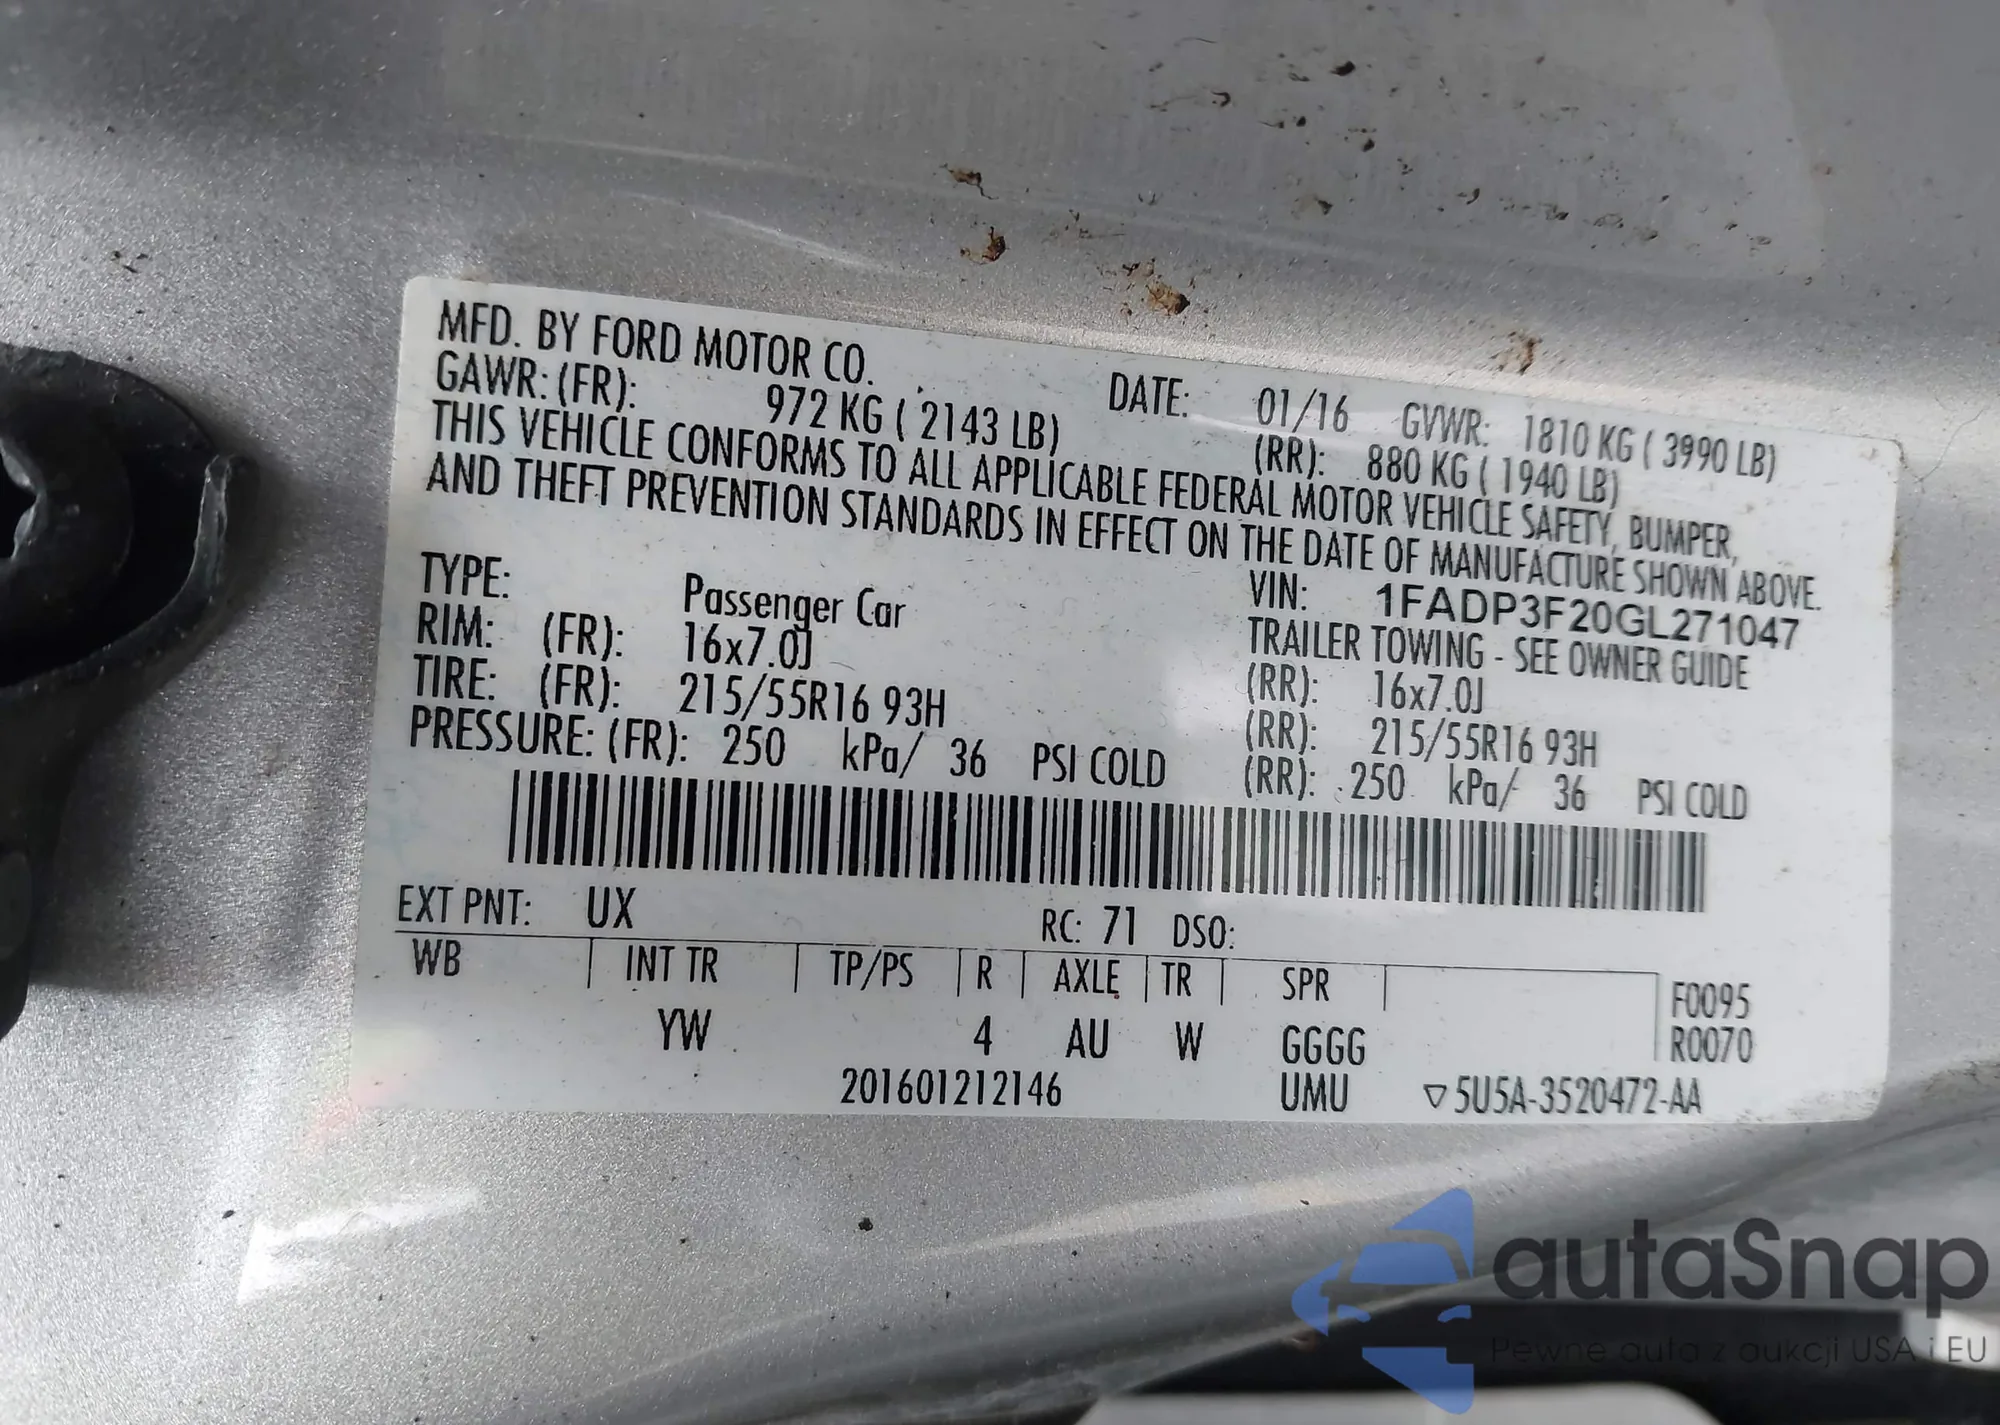 MFD. BY FORD MOTOR CO. DATE: 01/16 GVWR: 1810 KG ( 3990 LB)
GAWR: (FR): 972 KG ( 2143 LB) (RR): 880 KG ( 1940 LB)
THIS VEHICLE CONFORMS TO ALL APPLICABLE FEDERAL MOTOR VEHICLE SAFETY, BUMPER,
AND THEFT PREVENTION STANDARDS IN EFFECT ON THE DATE OF MANUFACTURE SHOWN ABOVE.
VIN: 1FADP3F20GL271047
TYPE: Passenger Car TRAILER TOWING - SEE OWNER GUIDE
RIM: (FR): 16x7.0J (RR): 16x7.0J
TIRE: (FR): 215/55R16 93H (RR): 215/55R16 93H
PRESSURE: (FR): 250 kPa/ 36 PSI COLD (RR): 250 kPa/ 36 PSI COLD
EXT PNT: UX RC: 71 DSO:
WB INT TR TP/PS R AXLE TR SPR F0095
YW 4 AU W GGGG R0070
201601212146 UMU ▽5U5A-3520472-AA
autaSnap
Pewne auta z aukcji USA i EU